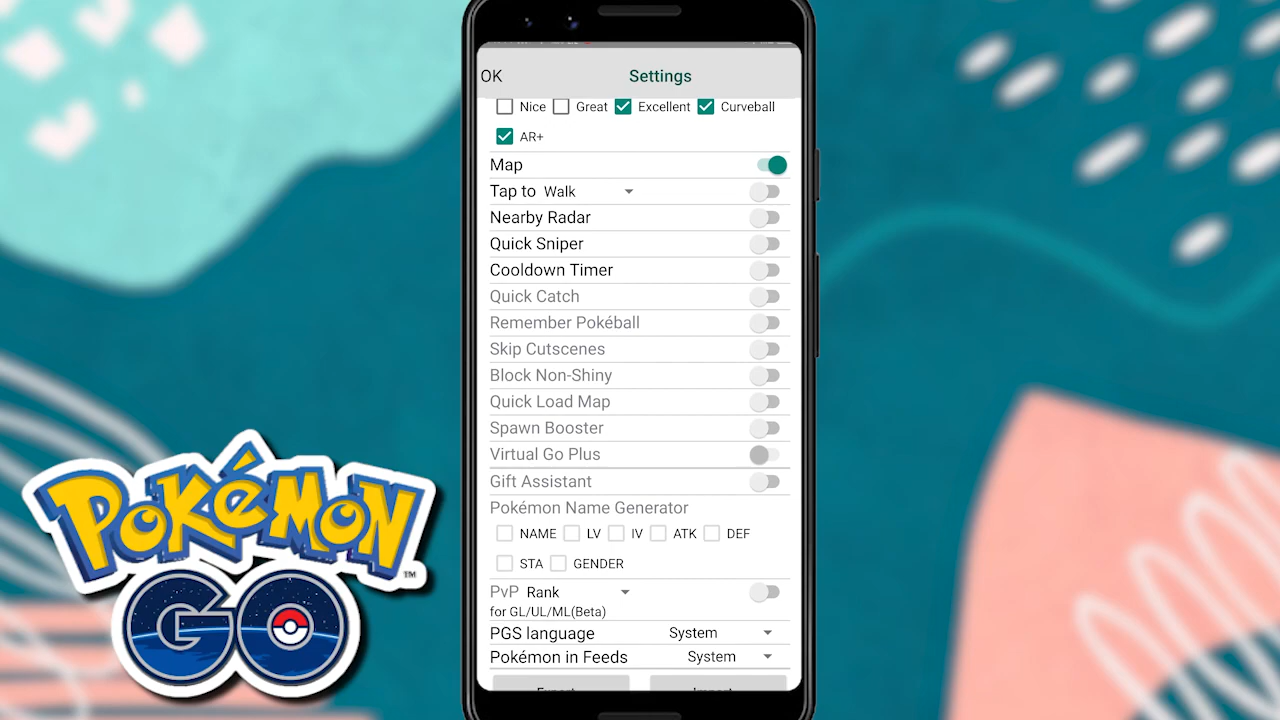 OK Settings
Nice Great Excellent Curveball
AR+
Map
Tap to Walk
Nearby Radar
Quick Sniper
Cooldown Timer
Quick Catch
Remember Pokéball
Skip Cutscenes
Block Non-Shiny
Quick Load Map
Spawn Booster
Virtual Go Plus
Gift Assistant
Pokémon Name Generator
NAME LV IV ATK DEF
STA GENDER
PvP Rank
for GL/UL/ML(Beta)
PGS language System
Pokémon in Feeds System
Export Import
POKÉMON
TM
GO